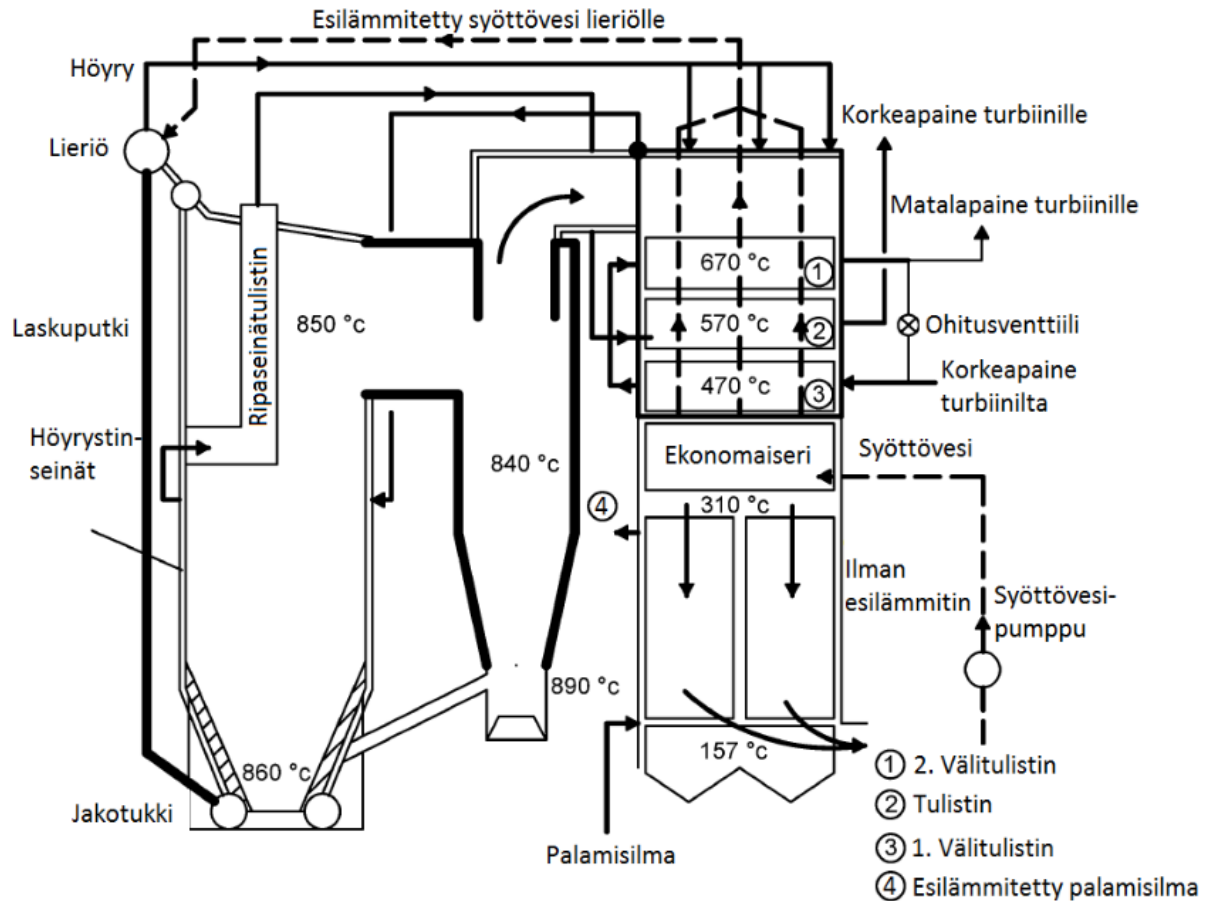 Esilämmitetty syöttövesi lieriölle
Höyry
Lieriö
Korkeapaine turbiinille
Matalapaine turbiinille
Ripaseinätulistin
850 °c
670 °c
1
Laskuputki
570 °c
2
Ohitusventtiili
470 °c
3
Korkeapaine
turbiinilta
Höyrystin-
seinät
840 °c
Ekonomaiseri
Syöttövesi
4
310 °c
Ilman
esilämmitin
Syöttövesi-
pumppu
890 °c
860 °c
157 °c
Jakotukki
Palamisilma
1 2. Välitulistin
2 Tulistin
3 1. Välitulistin
4 Esilämmitetty palamisilma